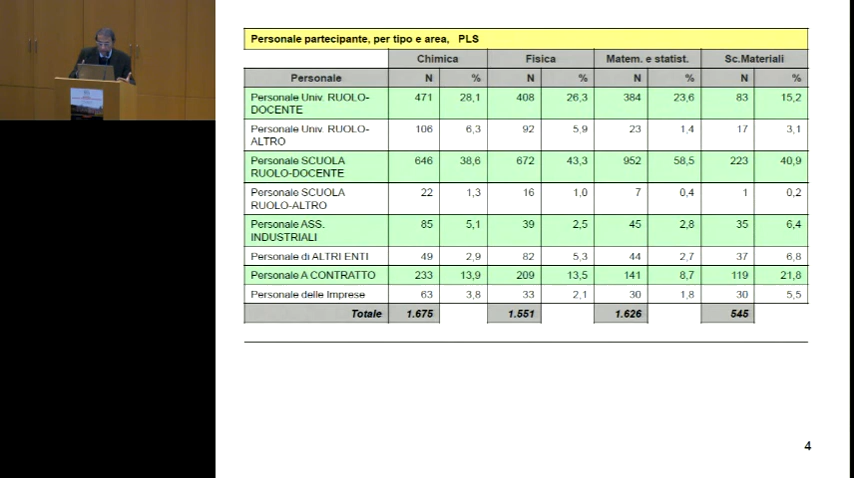 Personale partecipante, per tipo e area, PLS
Chimica Fisica Matem. e statist. Sc.Materiali
Personale N % N % N % N %
Personale Univ. RUOLO-
DOCENTE 471 28,1 408 26,3 384 23,6 83 15,2
Personale Univ. RUOLO-
ALTRO 106 6,3 92 5,9 23 1,4 17 3,1
Personale SCUOLA
RUOLO-DOCENTE 646 38,6 672 43,3 952 58,5 223 40,9
Personale SCUOLA
RUOLO-ALTRO 22 1,3 16 1,0 7 0,4 1 0,2
Personale ASS.
INDUSTRIALI 85 5,1 39 2,5 45 2,8 35 6,4
Personale di ALTRI ENTI 49 2,9 82 5,3 44 2,7 37 6,8
Personale A CONTRATTO 233 13,9 209 13,5 141 8,7 119 21,8
Personale delle Imprese 63 3,8 33 2,1 30 1,8 30 5,5
Totale 1.675 1.551 1.626 545
4